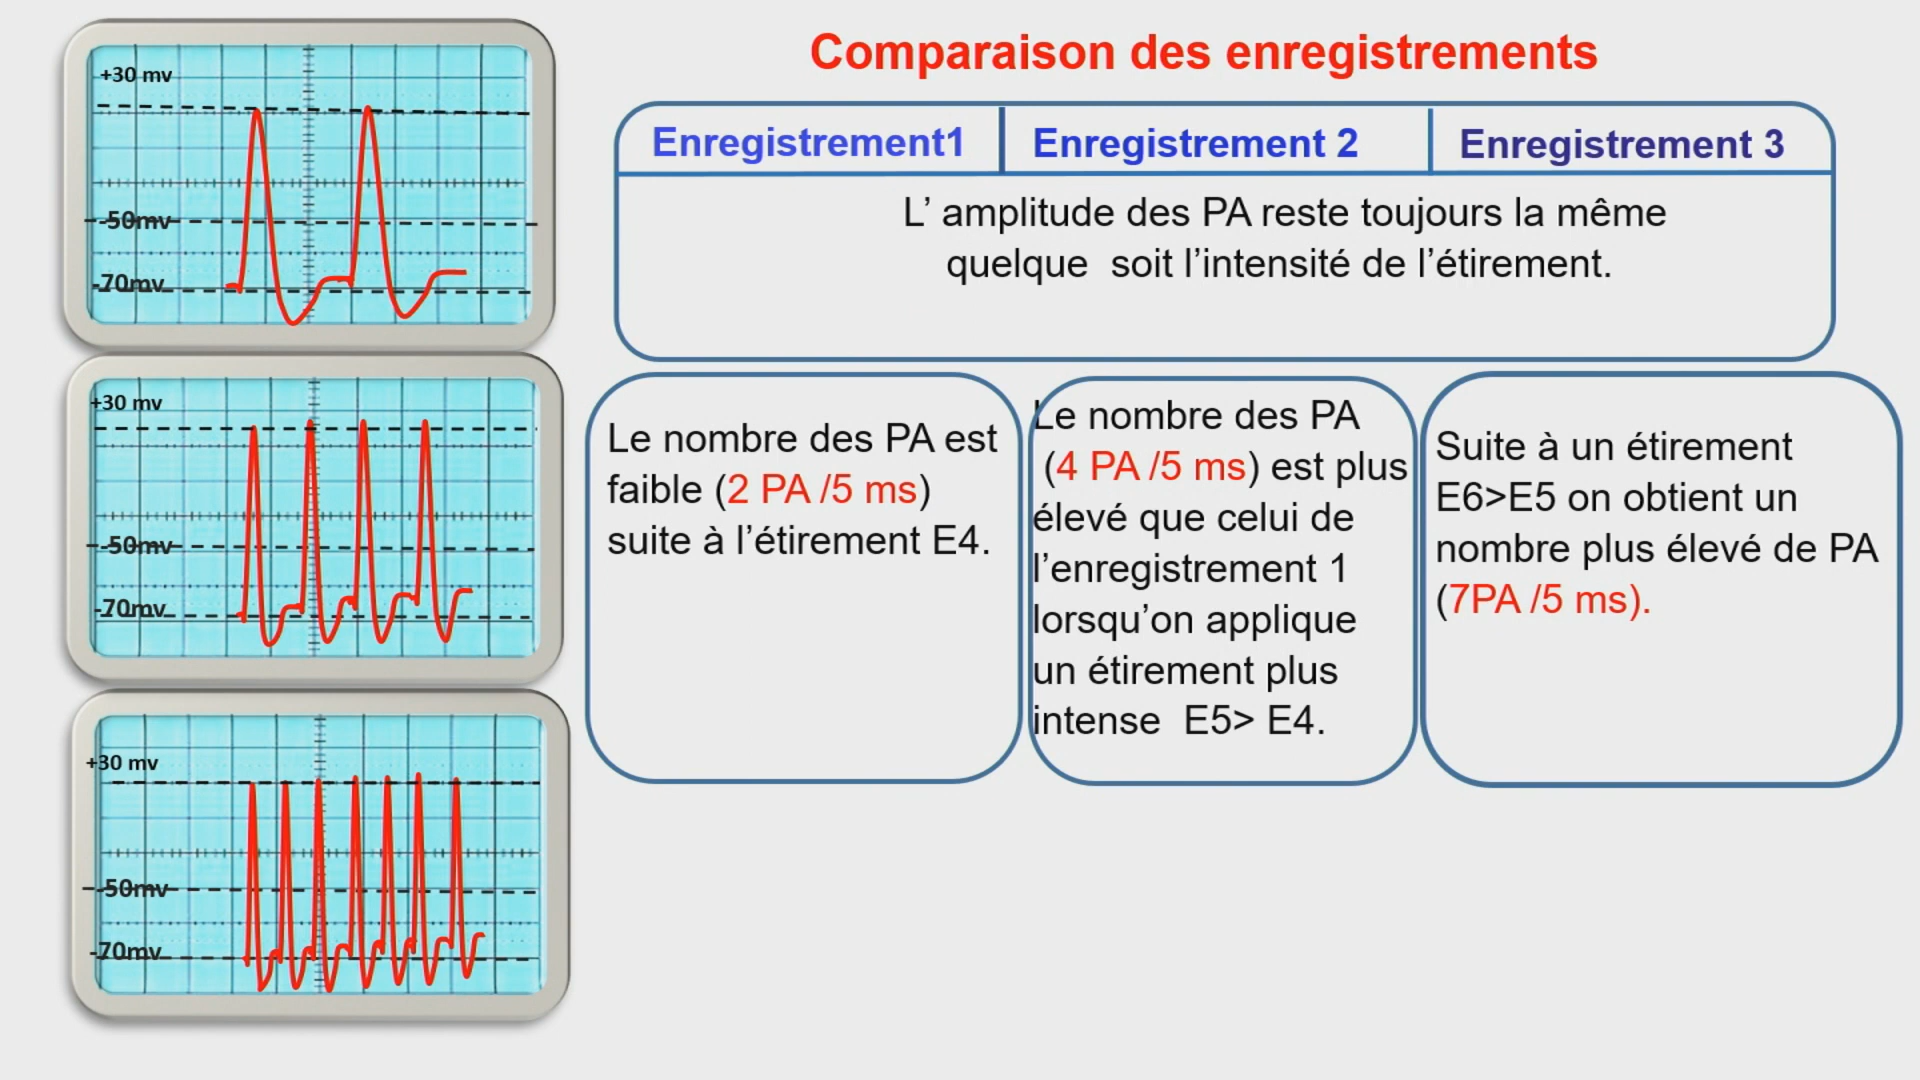 Comparaison des enregistrements
Enregistrement1
Enregistrement 2
Enregistrement 3
L’ amplitude des PA reste toujours la même
quelque  soit l’intensité de l’étirement.
Le nombre des PA est
faible (2 PA /5 ms)
suite à l’étirement E4.
Le nombre des PA
(4 PA /5 ms) est plus
élevé que celui de
l’enregistrement 1
lorsqu’on applique
un étirement plus
intense  E5> E4.
Suite à un étirement
E6>E5 on obtient un
nombre plus élevé de PA
(7PA /5 ms).
+30 mv
-50mv
-70mv
+30 mv
-50mv
-70mv
+30 mv
-50mv
-70mv